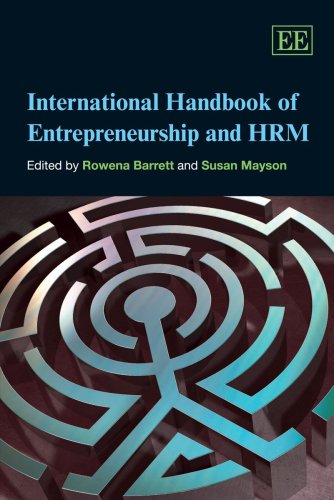 EE
International Handbook of
Entrepreneurship and HRM
Edited by Rowena Barrett and Susan Mayson